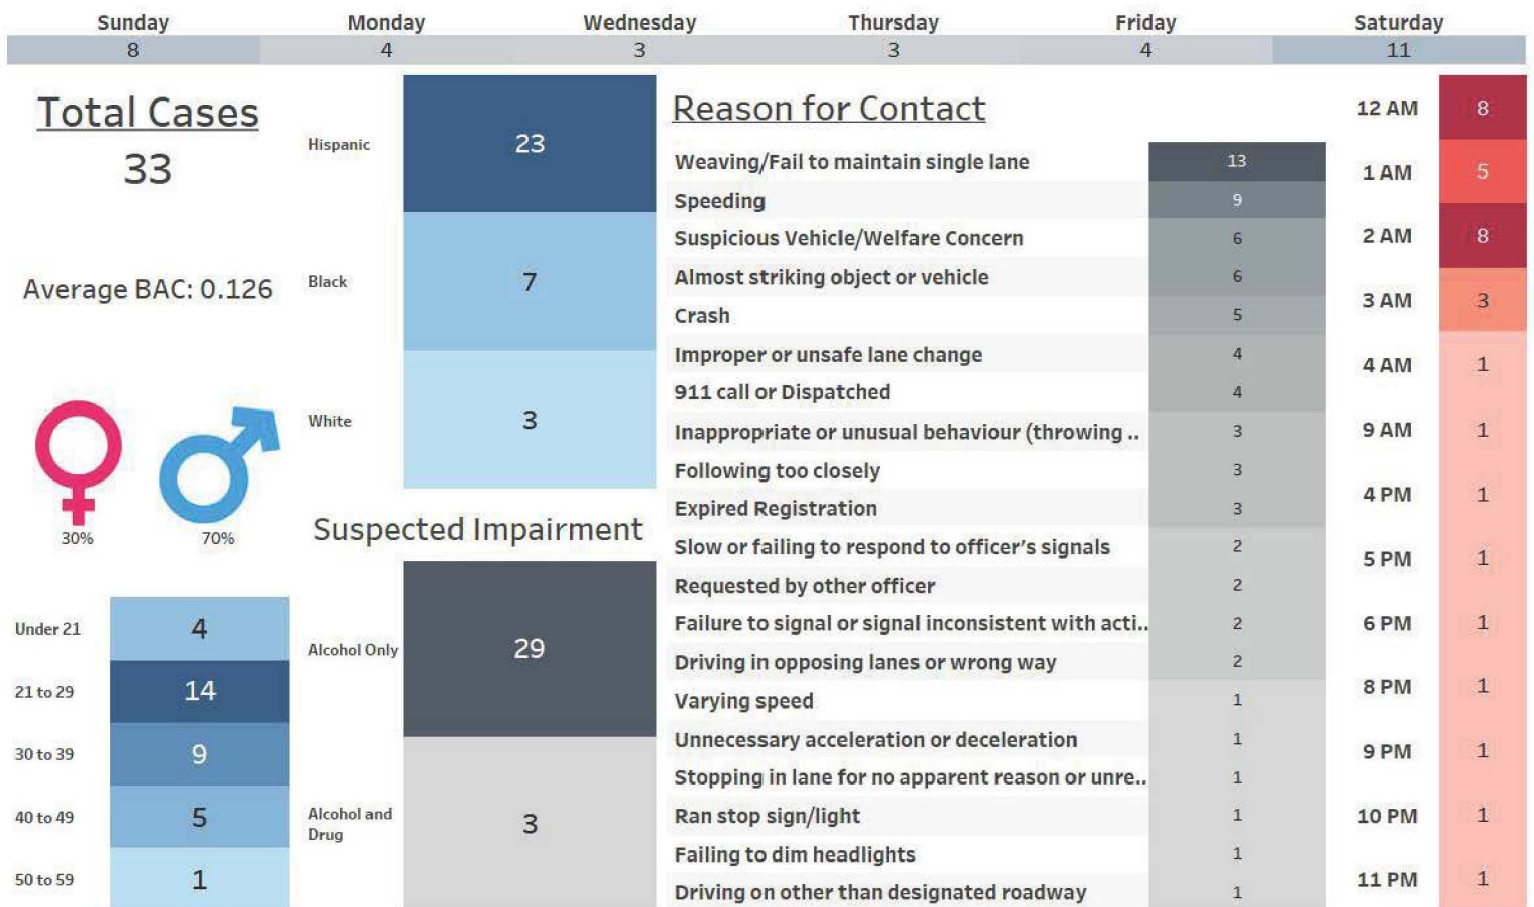 Sunday Monday Wednesday Thursday Friday Saturday
8 4 3 3 4 11
Total Cases
33
Average BAC: 0.126
30% 70%
Under 21 4
21 to 29 14
30 to 39 9
40 to 49 5
50 to 59 1
Hispanic 23
Black 7
White 3
Suspected Impairment
Alcohol Only 29
Alcohol and
Drug 3
Reason for Contact
Weaving/Fail to maintain single lane 13
Speeding 9
Suspicious Vehicle/Welfare Concern 6
Almost striking object or vehicle 6
Crash 5
Improper or unsafe lane change 4
911 call or Dispatched 4
Inappropriate or unusual behaviour (throwing .. 3
Following too closely 3
Expired Registration 3
Slow or failing to respond to officer's signals 2
Requested by other officer 2
Failure to signal or signal inconsistent with acti.. 2
Driving in opposing lanes or wrong way 2
Varying speed 1
Unnecessary acceleration or deceleration 1
Stopping in lane for no apparent reason or unre.. 1
Ran stop sign/light 1
Failing to dim headlights 1
Driving on other than designated roadway 1
12 AM 8
1 AM 5
2 AM 8
3 AM 3
4 AM 1
9 AM 1
4 PM 1
5 PM 1
6 PM 1
8 PM 1
9 PM 1
10 PM 1
11 PM 1